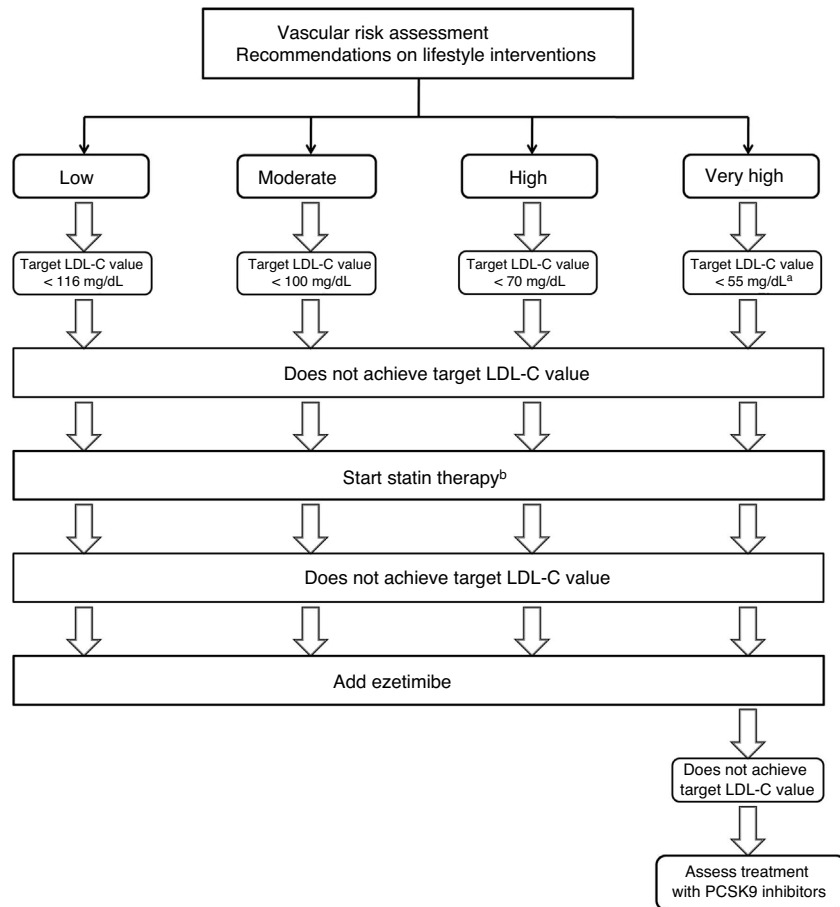 Vascular risk assessment
Recommendations on lifestyle interventions
Low
Moderate
High
Very high
Target LDL-C value
< 116 mg/dL
Target LDL-C value
< 100 mg/dL
Target LDL-C value
< 70 mg/dL
Target LDL-C value
< 55 mg/dLᵃ
Does not achieve target LDL-C value
Start statin therapyᵇ
Does not achieve target LDL-C value
Add ezetimibe
Does not achieve
target LDL-C value
Assess treatment
with PCSK9 inhibitors